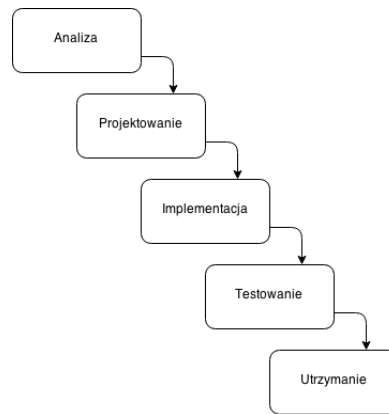 Analiza
Projektowanie
Implementacja
Testowanie
Utrzymanie